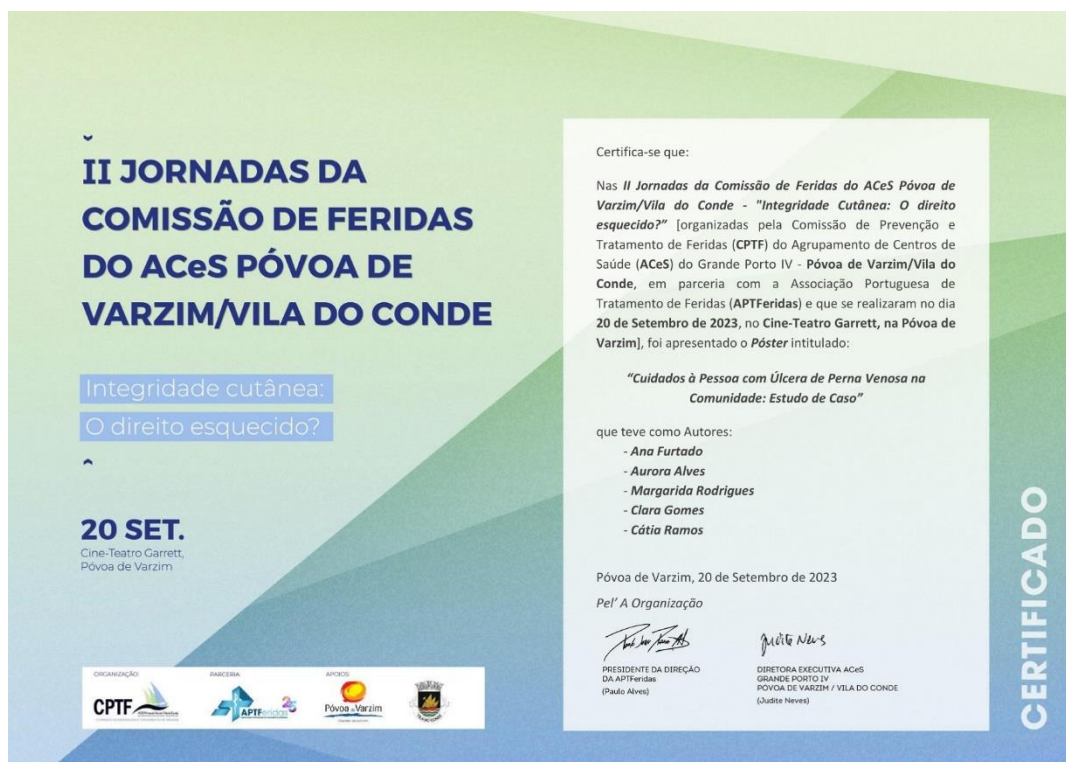 II JORNADAS DA
COMISSÃO DE FERIDAS
DO ACeS PÓVOA DE
VARZIM/VILA DO CONDE
Integridade cutânea:
O direito esquecido?
20 SET.
Cine-Teatro Garrett,
Póvoa de Varzim
ORGANIZAÇÃO:
CPTF
PARCERIA:
APTFeridas
25
APOIOS:
Póvoa de Varzim
Certifica-se que:
Nas II Jornadas da Comissão de Feridas do ACeS Póvoa de
Varzim/Vila do Conde - "Integridade Cutânea: O direito
esquecido?" [organizadas pela Comissão de Prevenção e
Tratamento de Feridas (CPTF) do Agrupamento de Centros de
Saúde (ACeS) do Grande Porto IV - Póvoa de Varzim/Vila do
Conde, em parceria com a Associação Portuguesa de
Tratamento de Feridas (APTFeridas) e que se realizaram no dia
20 de Setembro de 2023, no Cine-Teatro Garrett, na Póvoa de
Varzim], foi apresentado o Póster intitulado:
“Cuidados à Pessoa com Úlcera de Perna Venosa na
Comunidade: Estudo de Caso”
que teve como Autores:
- Ana Furtado
- Aurora Alves
- Margarida Rodrigues
- Clara Gomes
- Cátia Ramos
Póvoa de Varzim, 20 de Setembro de 2023
Pel’ A Organização
Judite Neves
PRESIDENTE DA DIREÇÃO
DA APTFeridas
(Paulo Alves)
DIRETORA EXECUTIVA ACeS
GRANDE PORTO IV
PÓVOA DE VARZIM / VILA DO CONDE
(Judite Neves)
CERTIFICADO